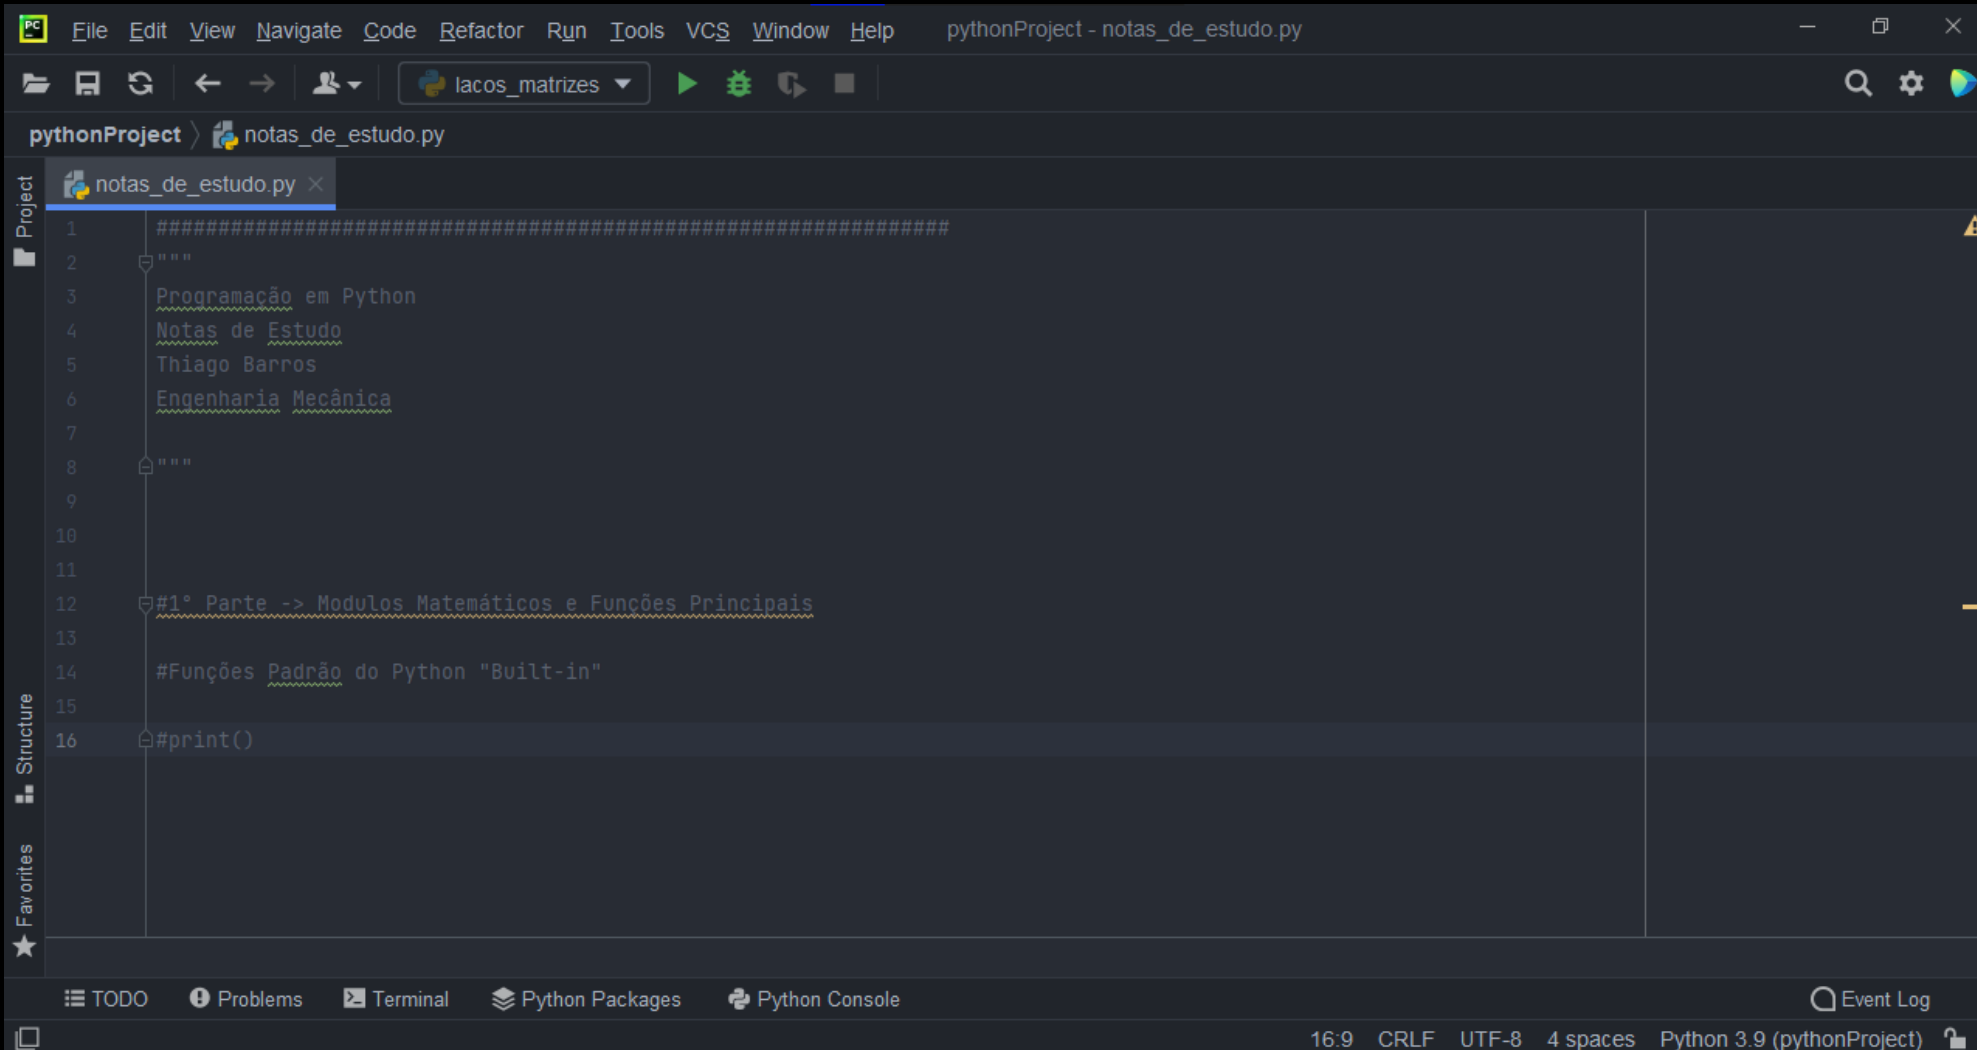 PC File Edit View Navigate Code Refactor Run Tools VCS Window Help pythonProject - notas_de_estudo.py
lacos_matrizes
pythonProject notas_de_estudo.py
Project
notas_de_estudo.py
1 ################################################################
2 """
3 Programação em Python
4 Notas de Estudo
5 Thiago Barros
6 Engenharia Mecânica
7
8 """
9
10
11
12 #1° Parte -> Modulos Matemáticos e Funções Principais
13
14 #Funções Padrão do Python "Built-in"
15
16 #print()
Structure
Favorites
TODO Problems Terminal Python Packages Python Console Event Log
16:9 CRLF UTF-8 4 spaces Python 3.9 (pythonProject)